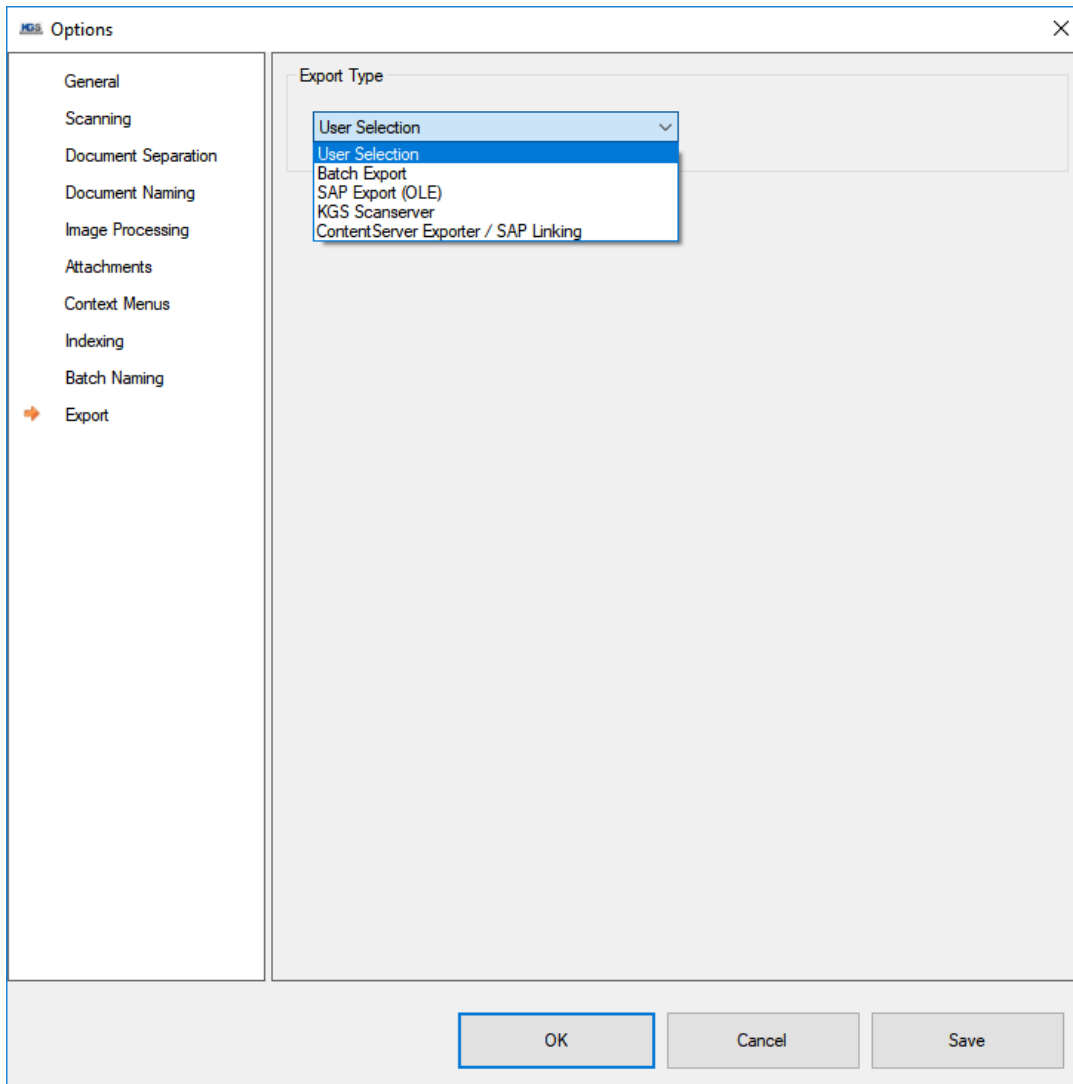 KGS Options
General
Scanning
Document Separation
Document Naming
Image Processing
Attachments
Context Menus
Indexing
Batch Naming
Export
Export Type
User Selection
User Selection
Batch Export
SAP Export (OLE)
KGS Scanserver
ContentServer Exporter / SAP Linking
OK Cancel Save